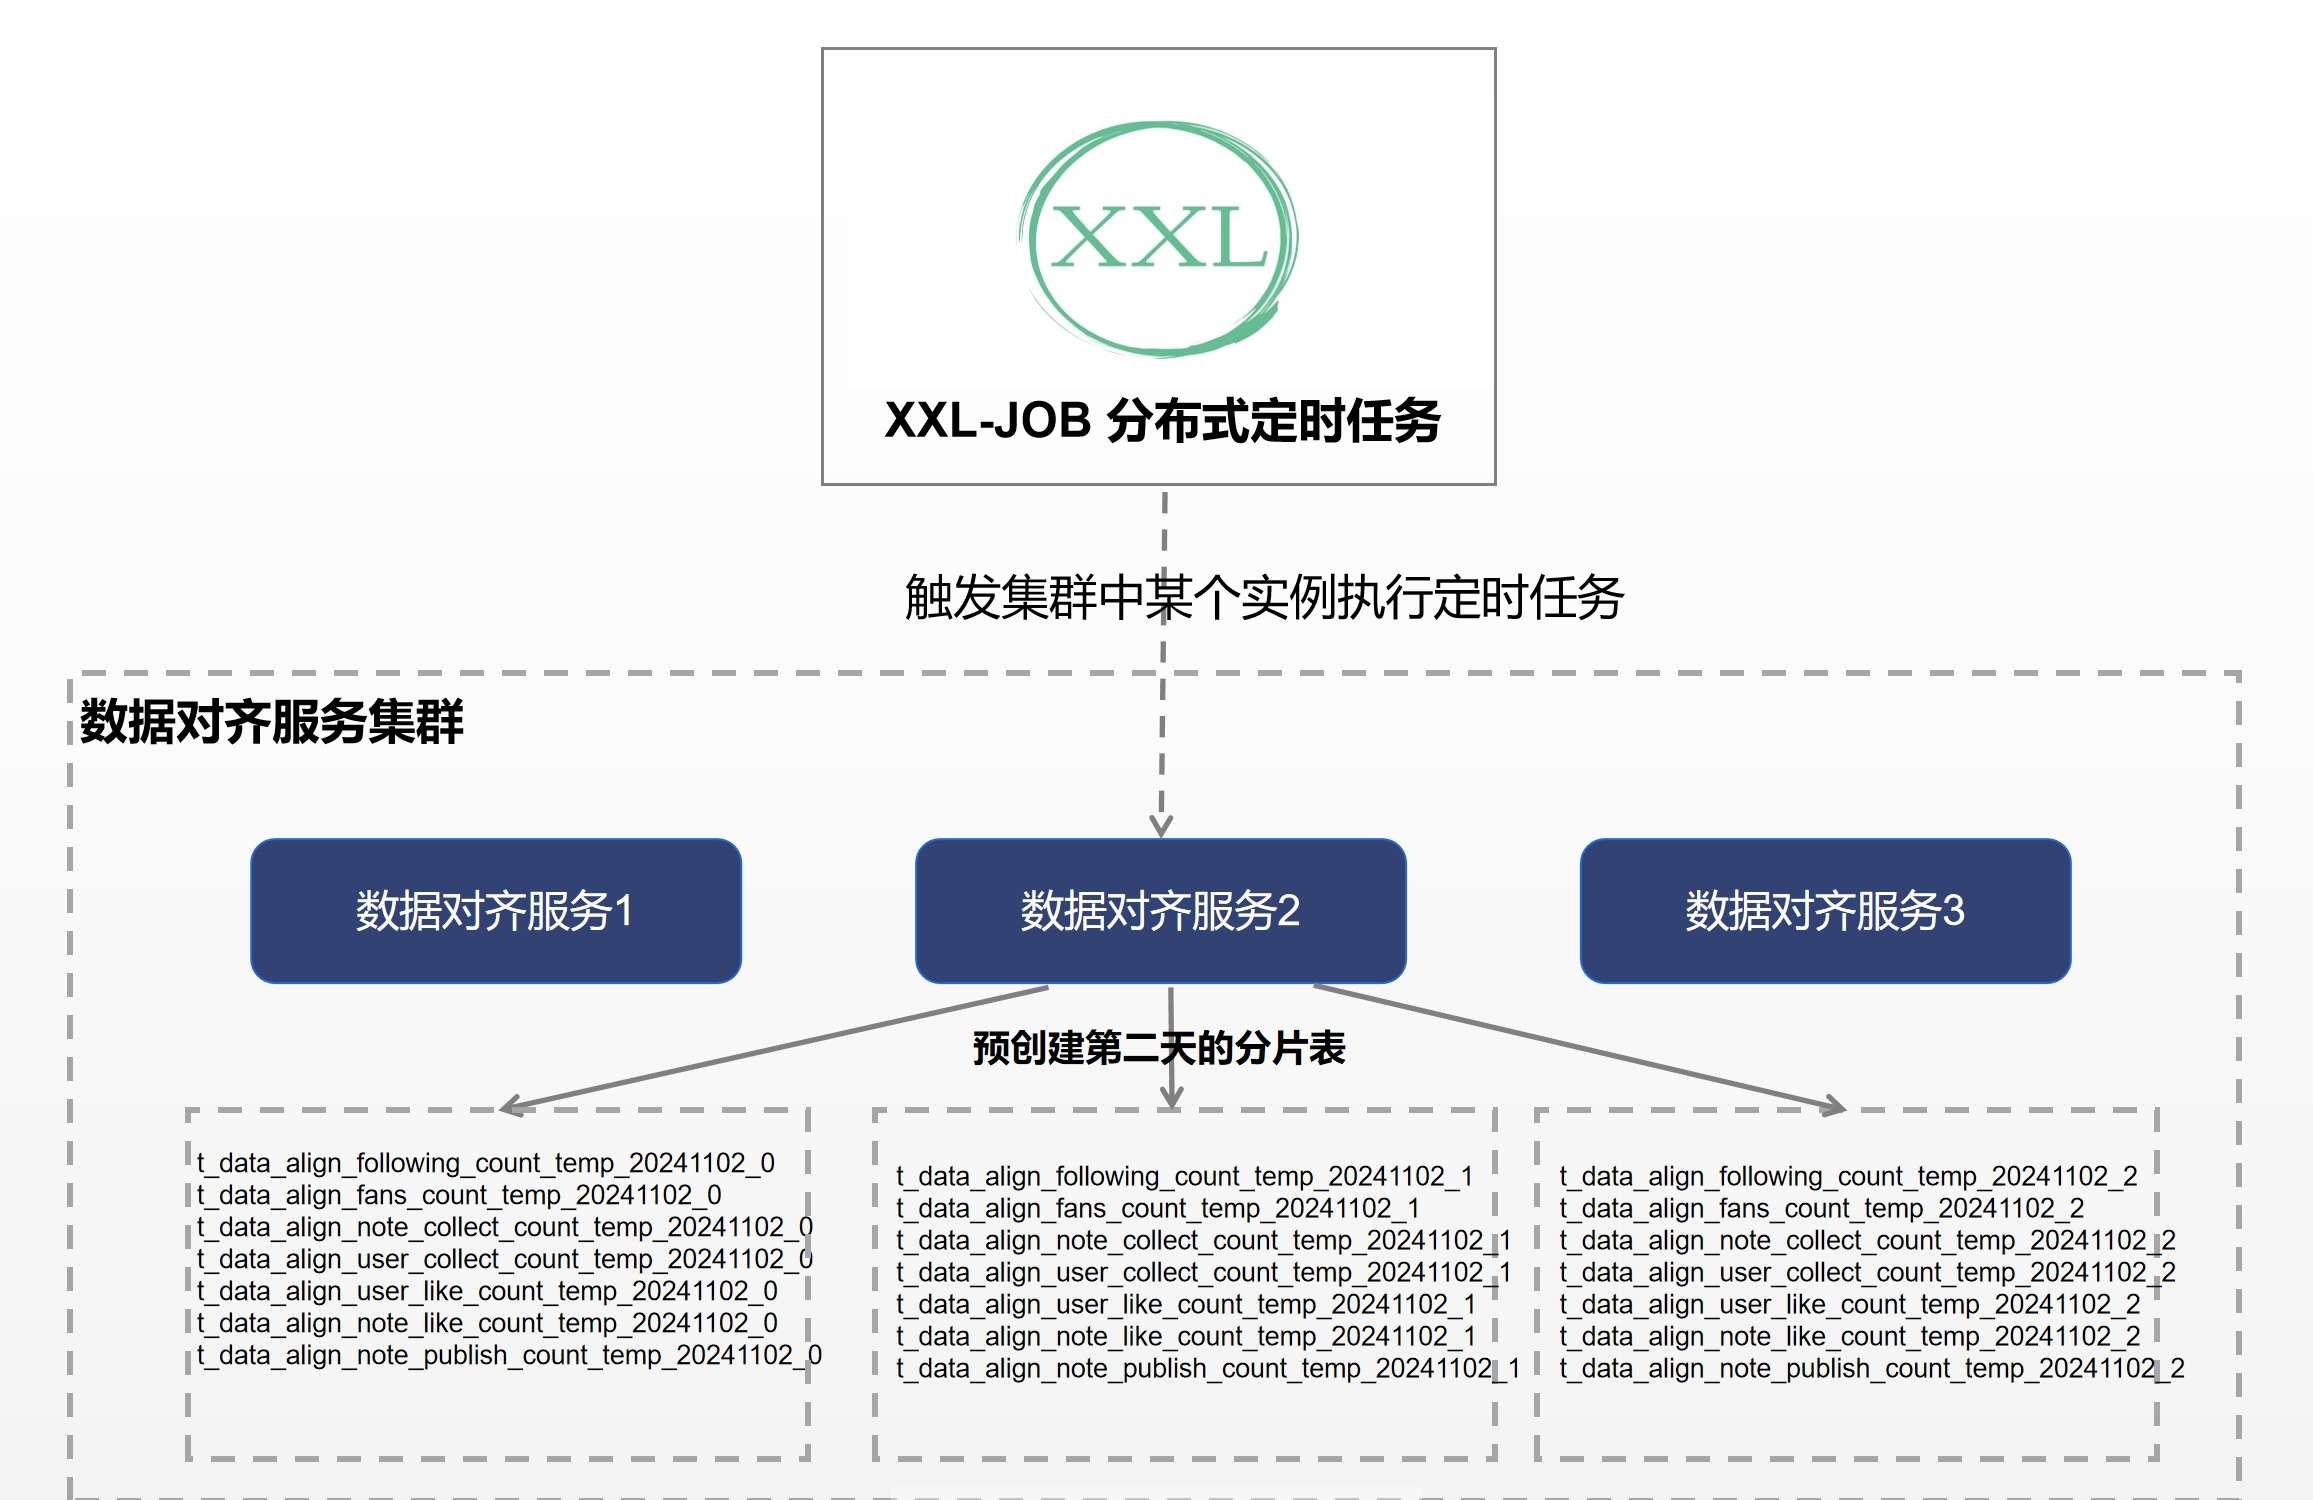 XXL
XXL-JOB 分布式定时任务
触发集群中某个实例执行定时任务
数据对齐服务集群
数据对齐服务1
数据对齐服务2
数据对齐服务3
预创建第二天的分片表
t_data_align_following_count_temp_20241102_0
t_data_align_fans_count_temp_20241102_0
t_data_align_note_collect_count_temp_20241102_0
t_data_align_user_collect_count_temp_20241102_0
t_data_align_user_like_count_temp_20241102_0
t_data_align_note_like_count_temp_20241102_0
t_data_align_note_publish_count_temp_20241102_0
t_data_align_following_count_temp_20241102_1
t_data_align_fans_count_temp_20241102_1
t_data_align_note_collect_count_temp_20241102_1
t_data_align_user_collect_count_temp_20241102_1
t_data_align_user_like_count_temp_20241102_1
t_data_align_note_like_count_temp_20241102_1
t_data_align_note_publish_count_temp_20241102_1
t_data_align_following_count_temp_20241102_2
t_data_align_fans_count_temp_20241102_2
t_data_align_note_collect_count_temp_20241102_2
t_data_align_user_collect_count_temp_20241102_2
t_data_align_user_like_count_temp_20241102_2
t_data_align_note_like_count_temp_20241102_2
t_data_align_note_publish_count_temp_20241102_2